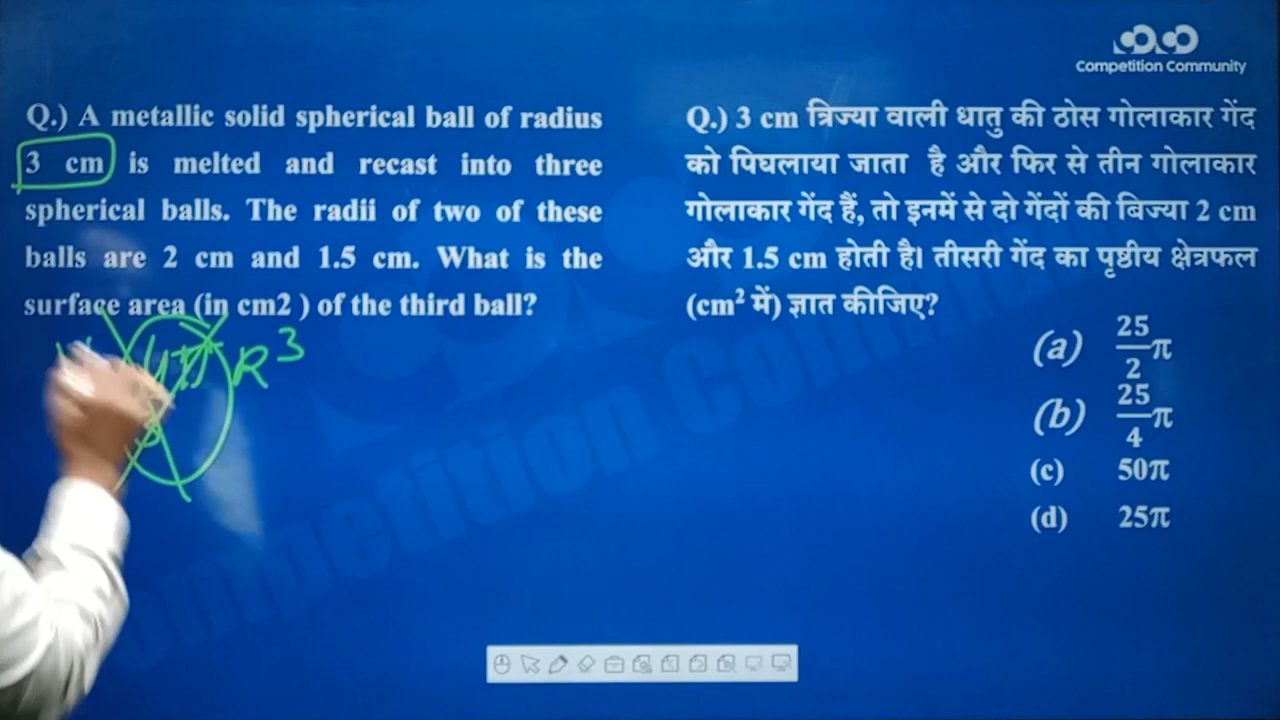 Competition Community
Q.) A metallic solid spherical ball of radius
3 cm is melted and recast into three
spherical balls. The radii of two of these
balls are 2 cm and 1.5 cm. What is the
surface area (in cm2 ) of the third ball?
R³
Q.) 3 cm त्रिज्या वाली धातु की ठोस गोलाकार गेंद
को पिघलाया जाता है और फिर से तीन गोलाकार
गोलाकार गेंद हैं, तो इनमें से दो गेंदों की बिज्या 2 cm
और 1.5 cm होती है। तीसरी गेंद का पृष्ठीय क्षेत्रफल
(cm² में) ज्ञात कीजिए?
(a) 25/2 π
(b) 25/4 π
(c) 50π
(d) 25π